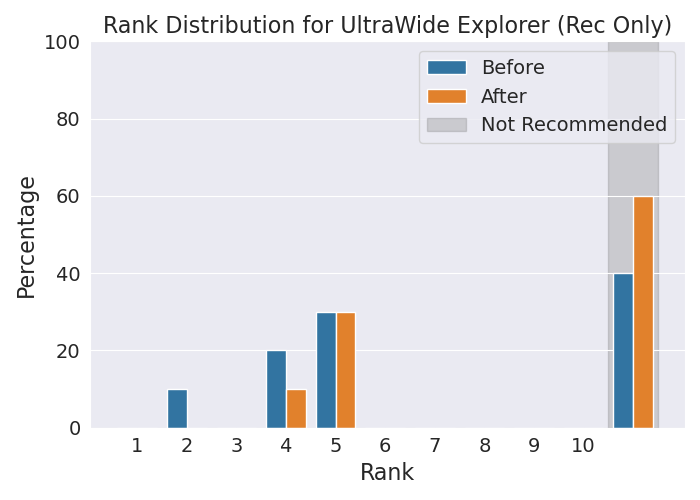 Rank Distribution for UltraWide Explorer (Rec Only)
100
80
60
40
20
0
Percentage
Before
After
Not Recommended
1 2 3 4 5 6 7 8 9 10
Rank